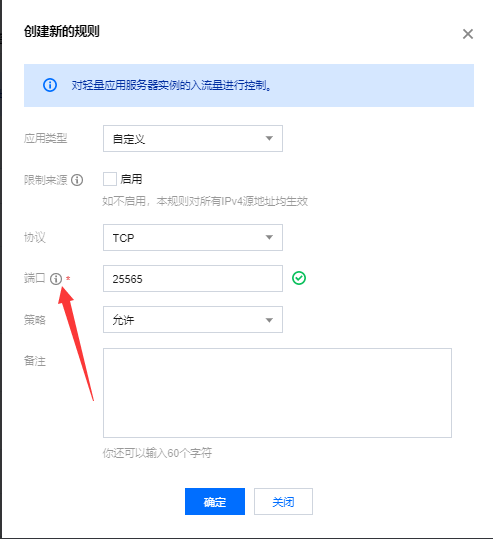 创建新的规则
对轻量应用服务器实例的入流量进行控制。
应用类型 自定义
限制来源 启用
如不启用，本规则对所有IPv4源地址均生效
协议 TCP
端口 * 25565
策略 允许
备注
你还可以输入60个字符
确定 关闭